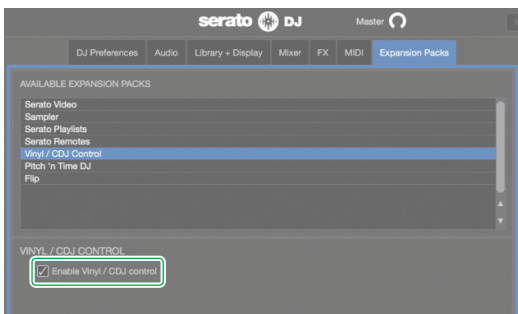 serato DJ
Master
DJ Preferences Audio Library + Display Mixer FX MIDI Expansion Packs
AVAILABLE EXPANSION PACKS
Serato Video
Sampler
Serato Playlists
Serato Remotes
Vinyl / CDJ Control
Pitch 'n Time DJ
Flip
VINYL / CDJ CONTROL
Enable Vinyl / CDJ control